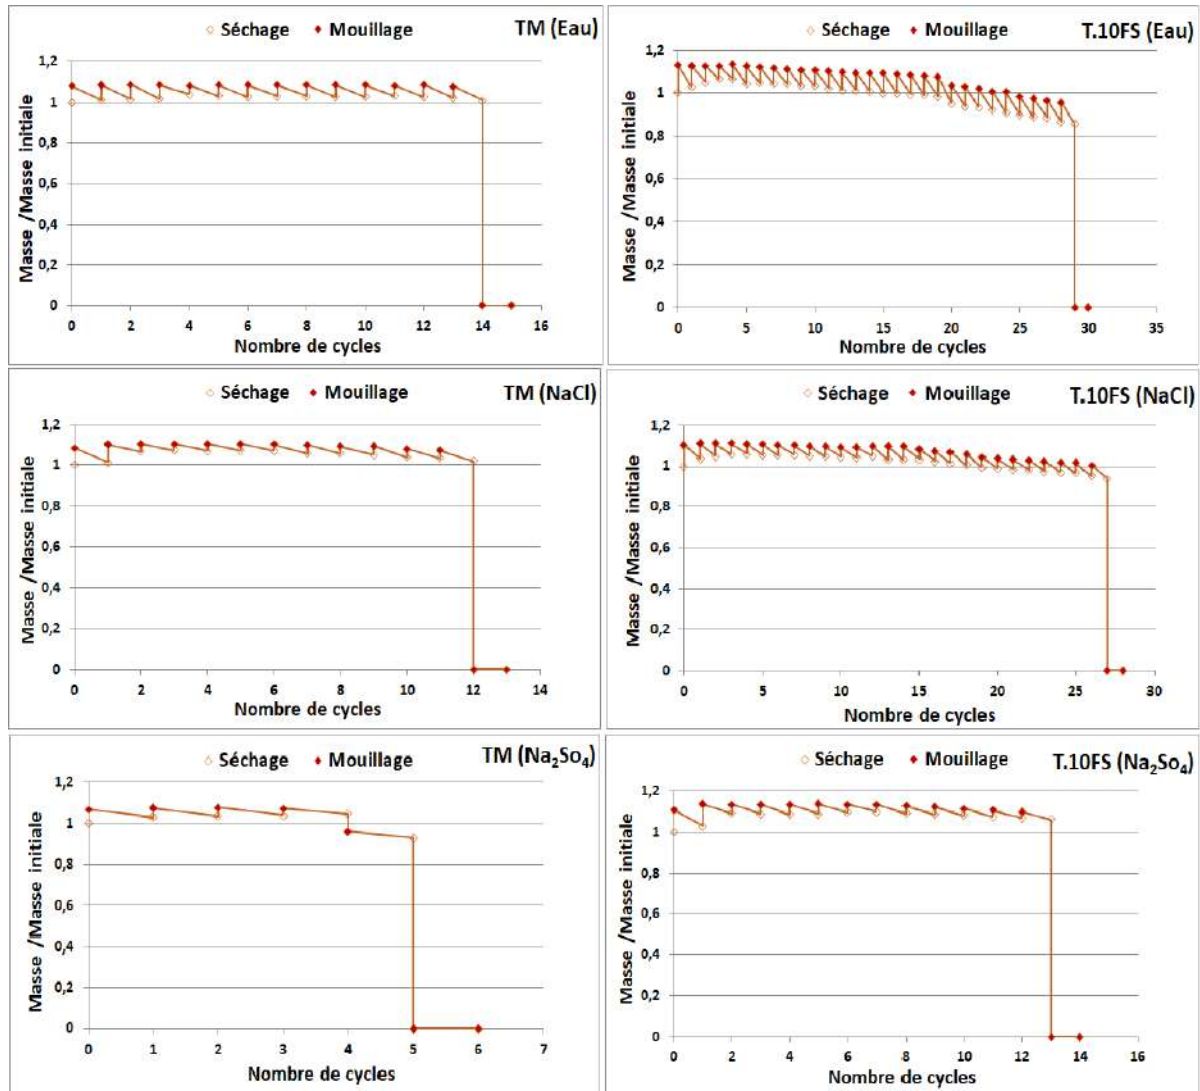 Séchage Mouillage TM (Eau)
1,2
1
0,8
0,6
0,4
0,2
0
0 2 4 6 8 10 12 14 16
Masse /Masse initiale
Nombre de cycles
Séchage Mouillage T.10FS (Eau)
1,2
1
0,8
0,6
0,4
0,2
0
0 5 10 15 20 25 30 35
Masse /Masse initiale
Nombre de cycles
Séchage Mouillage TM (NaCl)
1,2
1
0,8
0,6
0,4
0,2
0
0 2 4 6 8 10 12 14
Masse /Masse initiale
Nombre de cycles
Séchage Mouillage T.10FS (NaCl)
1,2
1
0,8
0,6
0,4
0,2
0
0 5 10 15 20 25 30
Masse /Masse initiale
Nombre de cycles
Séchage Mouillage TM (Na₂So₄)
1,2
1
0,8
0,6
0,4
0,2
0
0 1 2 3 4 5 6 7
Masse /Masse initiale
Nombre de cycles
Séchage Mouillage T.10FS (Na₂So₄)
1,2
1
0,8
0,6
0,4
0,2
0
0 2 4 6 8 10 12 14 16
Masse /Masse initiale
Nombre de cycles